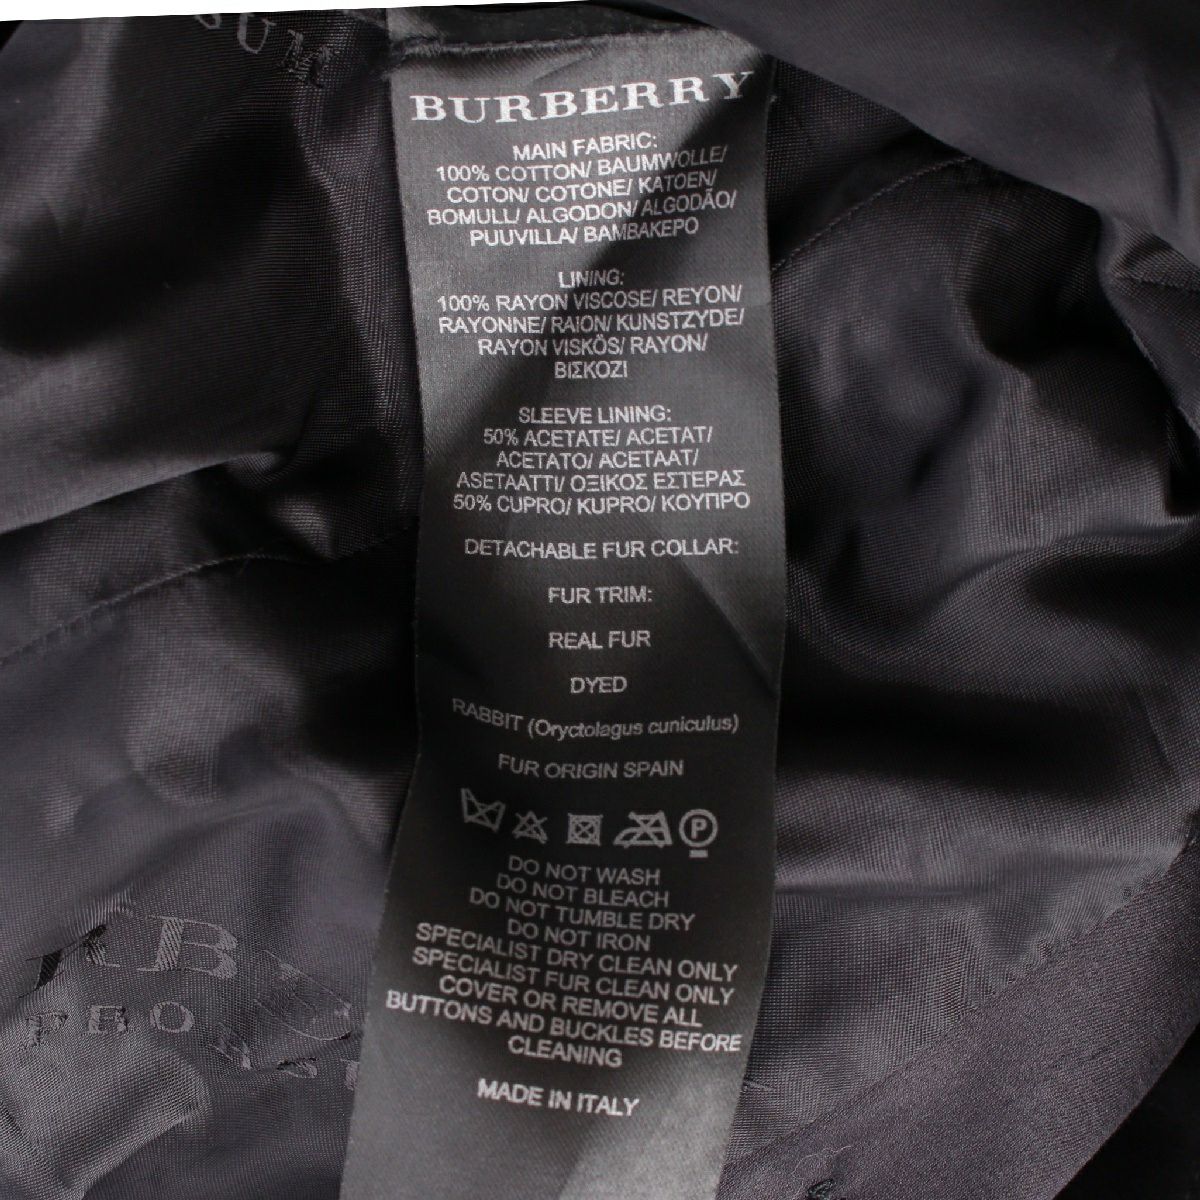 SUM
BURBERRY
MAIN FABRIC:
100% COTTON/ BAUMWOLLE/
COTON/ COTONE/ KATOEN/
BOMULL/ ALGODON/ ALGODÃO/
PUUVILLA/ ΒΑΜΒΑΚΕΡΟ
LINING:
100% RAYON VISCOSE/ REYON/
RAYONNE/ RAION/ KUNSTZYDE/
RAYON VISKÖS/ RAYON/
ΒΙΣΚΟΖΙ
SLEEVE LINING:
50% ACETATE/ ACETAT/
ACETATO/ ACETAAT/
ASETAATTI/ ΟΞΙΚΟΣ ΕΣΤΕΡΑΣ
50% CUPRO/ KUPRO/ ΚΟΥΠΡΟ
DETACHABLE FUR COLLAR:
FUR TRIM:
REAL FUR
DYED
RABBIT (Oryctolagus cuniculus)
FUR ORIGIN SPAIN
P
DO NOT WASH
DO NOT BLEACH
DO NOT TUMBLE DRY
DO NOT IRON
SPECIALIST DRY CLEAN ONLY
SPECIALIST FUR CLEAN ONLY
COVER OR REMOVE ALL
BUTTONS AND BUCKLES BEFORE
CLEANING
MADE IN ITALY